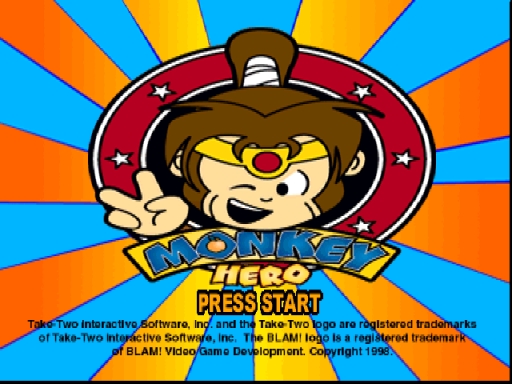 MONKEY
HERO
PRESS START
Take-Two Interactive Software, Inc. and the Take-Two logo are registered trademarks
of Take-Two Interactive Software, Inc. The BLAM! logo is a registered trademark
of BLAM! Video Game Development. Copyright 1998.